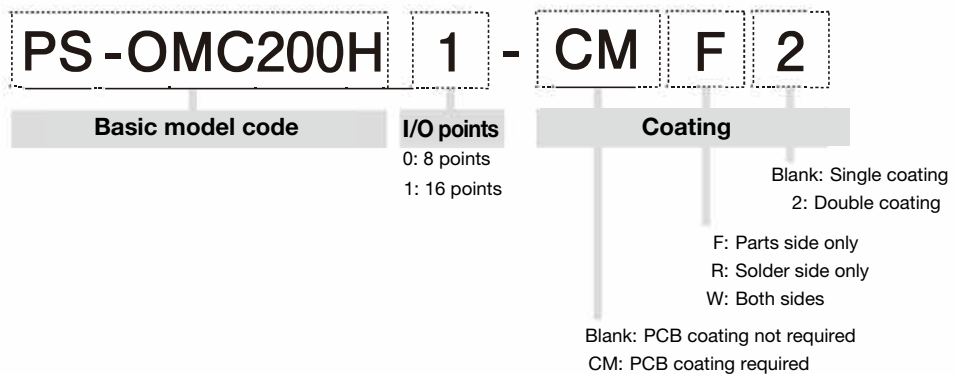 PS-OMC200H 1 - CM F 2
Basic model code I/O points Coating
0: 8 points
1: 16 points
Blank: Single coating
2: Double coating
F: Parts side only
R: Solder side only
W: Both sides
Blank: PCB coating not required
CM: PCB coating required